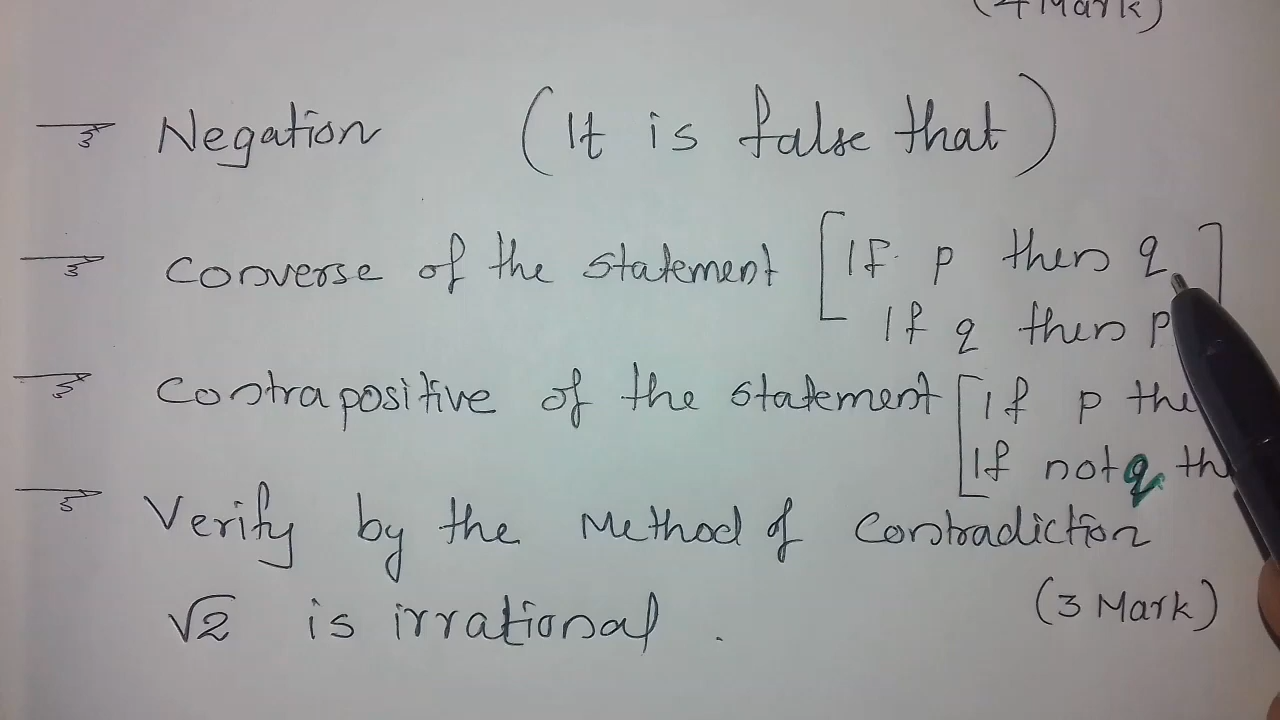 (4 Mark)
Negation (It is false that)
Converse of the statement [If p then q]
If q then p
Contrapositive of the statement [if p the
If not q th
Verify by the Method of Contradiction
√2 is irrational.
(3 Mark)